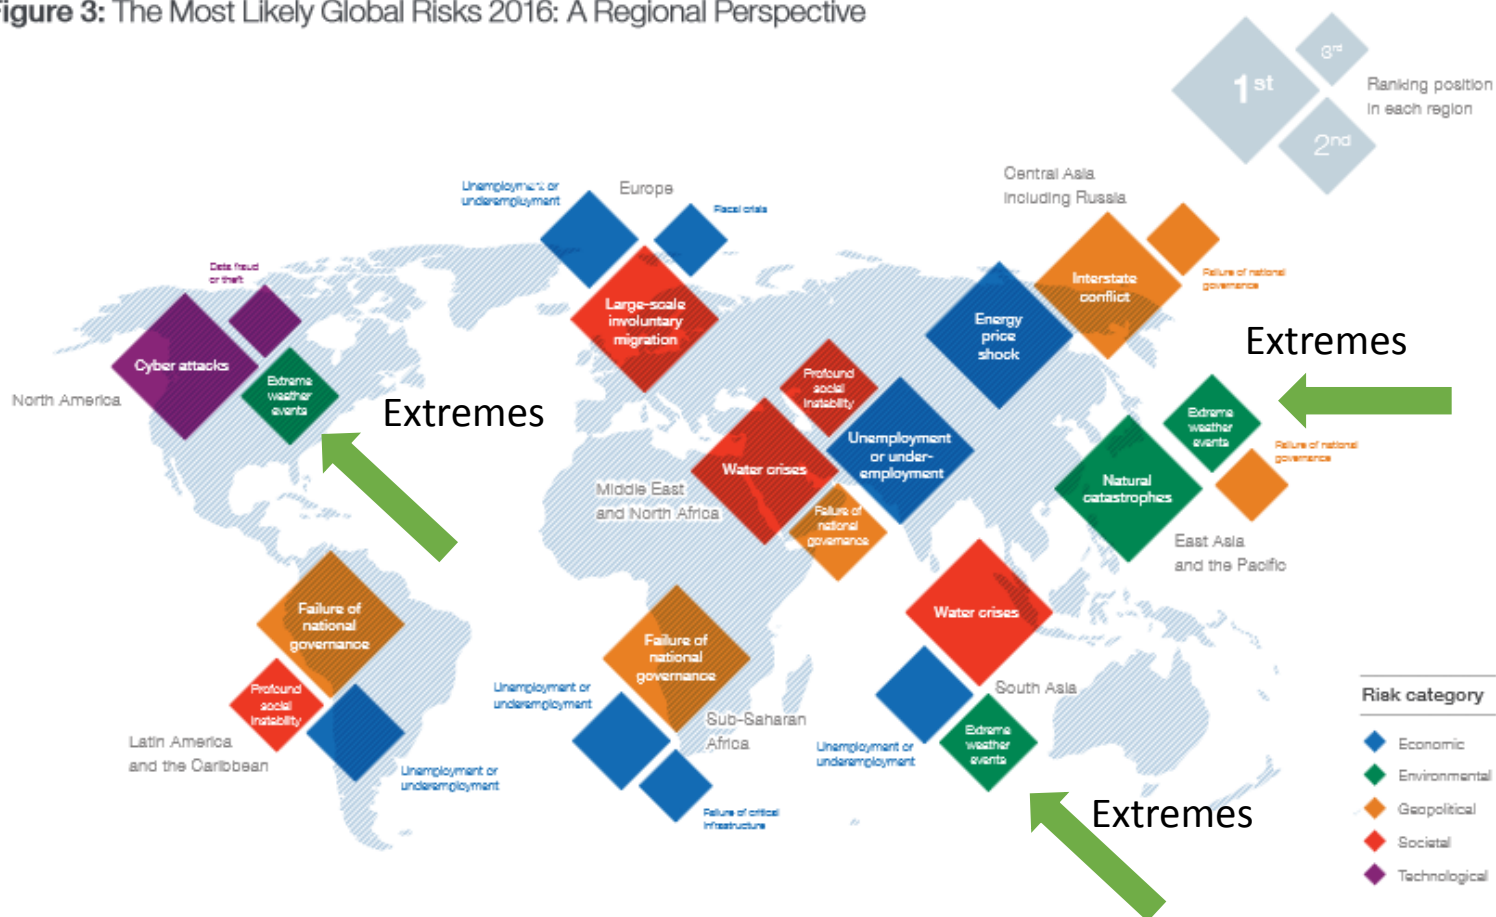 igure 3: The Most Likely Global Risks 2016: A Regional Perspective
1st
3rd
2nd
Ranking position
in each region
Unemployment or
underemployment
Europe
Fiscal crisis
Large-scale
involuntary
migration
Central Asia
including Russia
Interstate
conflict
Failure of national
governance
Energy
price
shock
Data fraud
or theft
Cyber attacks
Extreme
weather
events
North America
Extremes
Profound
social
instability
Unemployment
or under-
employment
Water crises
Failure of
national
governance
Middle East
and North Africa
Extremes
Extreme
weather
events
Failure of national
governance
Natural
catastrophes
East Asia
and the Pacific
Failure of
national
governance
Profound
social
instability
Latin America
and the Caribbean
Unemployment or
underemployment
Failure of
national
governance
Unemployment or
underemployment
Sub-Saharan
Africa
Failure of critical
infrastructure
Water crises
South Asia
Unemployment or
underemployment
Extreme
weather
events
Extremes
Risk category
Economic
Environmental
Geopolitical
Societal
Technological